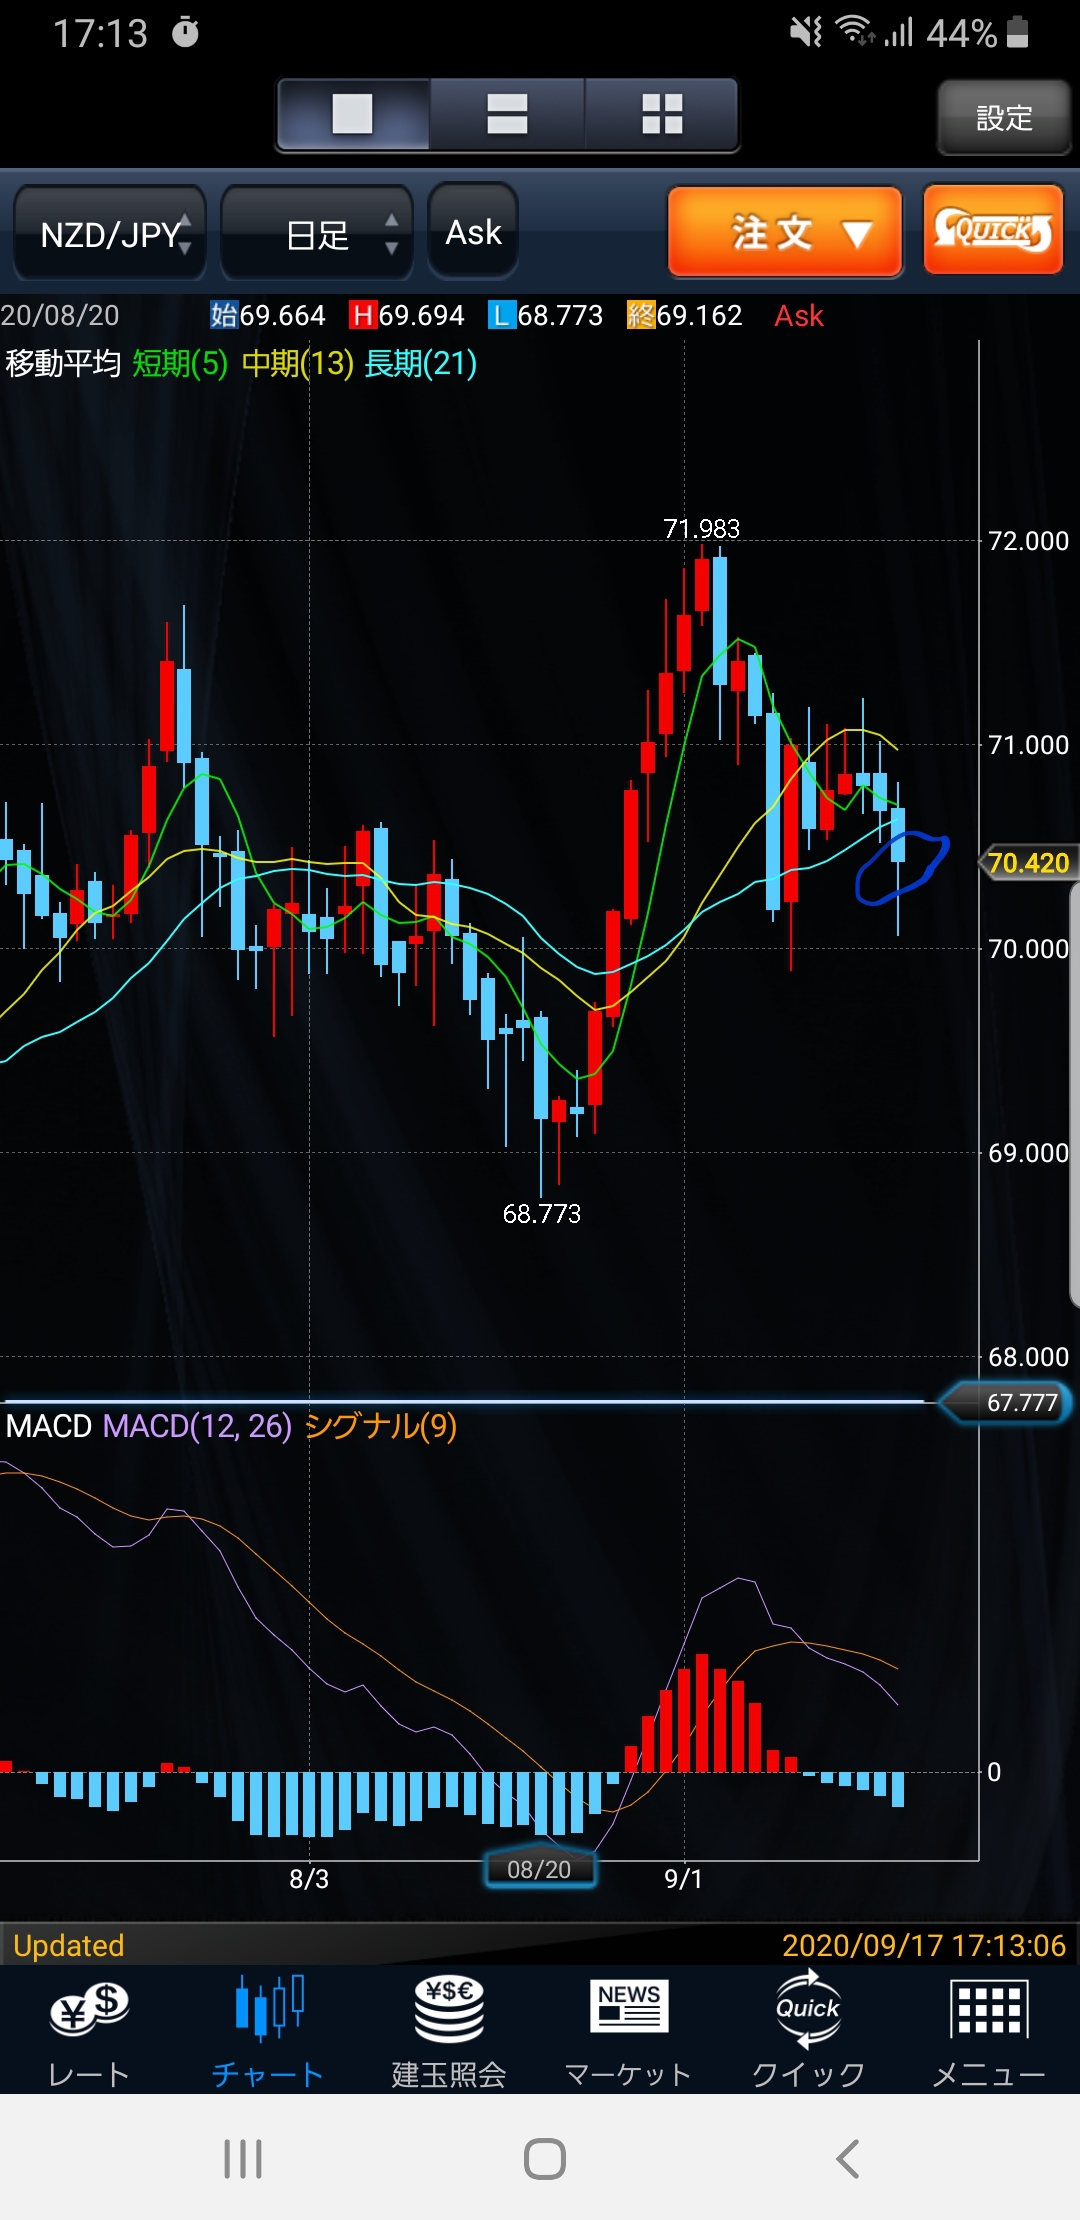 17:13 44%
設定
NZD/JPY 日足 Ask 注文 ▼ QUICK
20/08/20 始69.664 H69.694 L68.773 終69.162 Ask
移動平均 短期(5) 中期(13) 長期(21)
71.983
72.000
71.000
70.420
70.000
69.000
68.773
68.000
67.777
MACD MACD(12, 26) シグナル(9)
0
8/3 08/20 9/1
Updated 2020/09/17 17:13:06
¥$ ¥$€ NEWS Quick
レート チャート 建玉照会 マーケット クイック メニュー